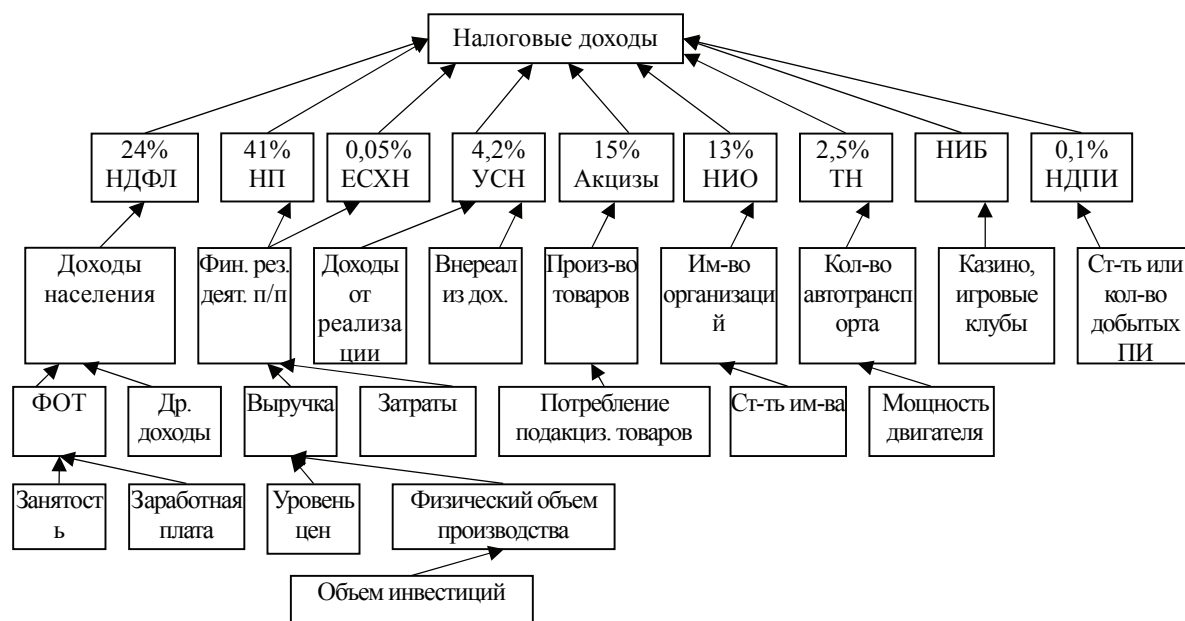 Налоговые доходы
24%
НДФЛ
41%
НП
0,05%
ЕСХН
4,2%
УСН
15%
Акцизы
13%
НИО
2,5%
ТН
НИБ
0,1%
НДПИ
Доходы
населения
Фин. рез.
деят. п/п
Доходы
от
реализа
ции
Внереал
из дох.
Произ-во
товаров
Им-во
организаци
й
Кол-во
автотрансп
орта
Казино,
игровые
клубы
Ст-ть или
кол-во
добытых
ПИ
ФОТ
Др.
доходы
Выручка
Затраты
Потребление
подакциз. товаров
Ст-ть им-ва
Мощность
двигателя
Занятост
ь
Заработная
плата
Уровень
цен
Физический объем
производства
Объем инвестиций